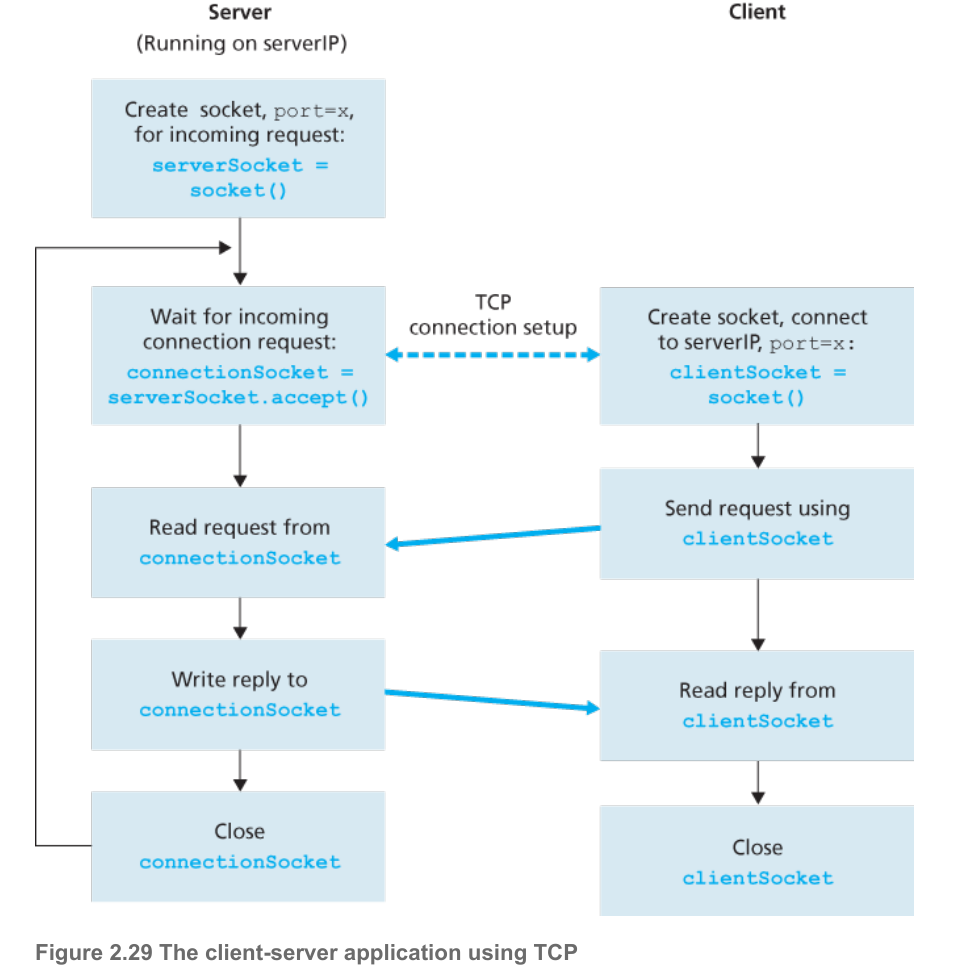 Server
(Running on serverIP)
Create socket, port=x,
for incoming request:
serverSocket =
socket()
Wait for incoming
connection request:
connectionSocket =
serverSocket.accept()
Read request from
connectionSocket
Write reply to
connectionSocket
Close
connectionSocket
TCP
connection setup
Client
Create socket, connect
to serverIP, port=x:
clientSocket =
socket()
Send request using
clientSocket
Read reply from
clientSocket
Close
clientSocket
Figure 2.29 The client-server application using TCP